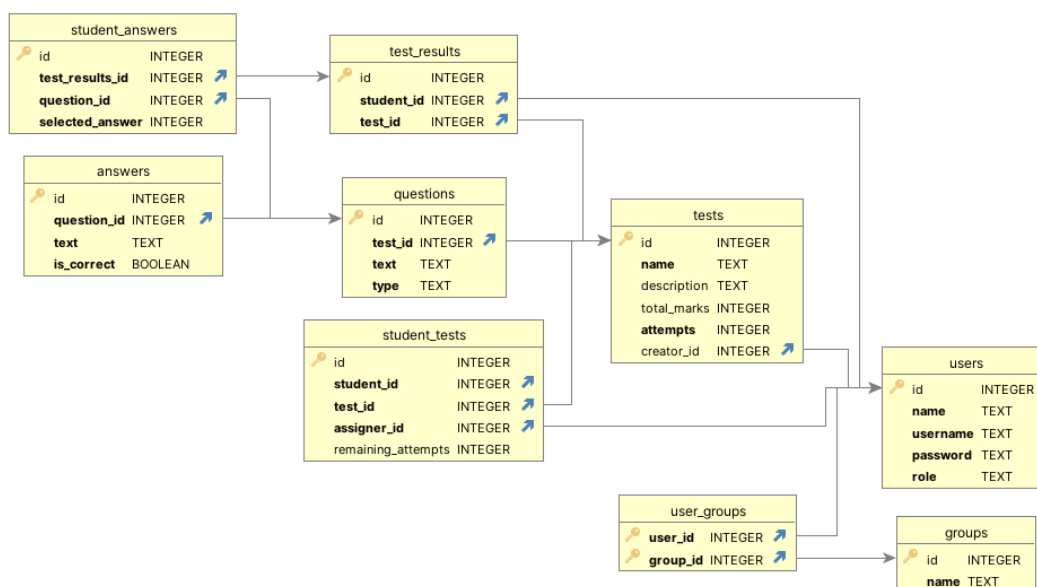 student_answers
id INTEGER
test_results_id INTEGER
question_id INTEGER
selected_answer INTEGER
test_results
id INTEGER
student_id INTEGER
test_id INTEGER
answers
id INTEGER
question_id INTEGER
text TEXT
is_correct BOOLEAN
questions
id INTEGER
test_id INTEGER
text TEXT
type TEXT
tests
id INTEGER
name TEXT
description TEXT
total_marks INTEGER
attempts INTEGER
creator_id INTEGER
student_tests
id INTEGER
student_id INTEGER
test_id INTEGER
assigner_id INTEGER
remaining_attempts INTEGER
users
id INTEGER
name TEXT
username TEXT
password TEXT
role TEXT
user_groups
user_id INTEGER
group_id INTEGER
groups
id INTEGER
name TEXT